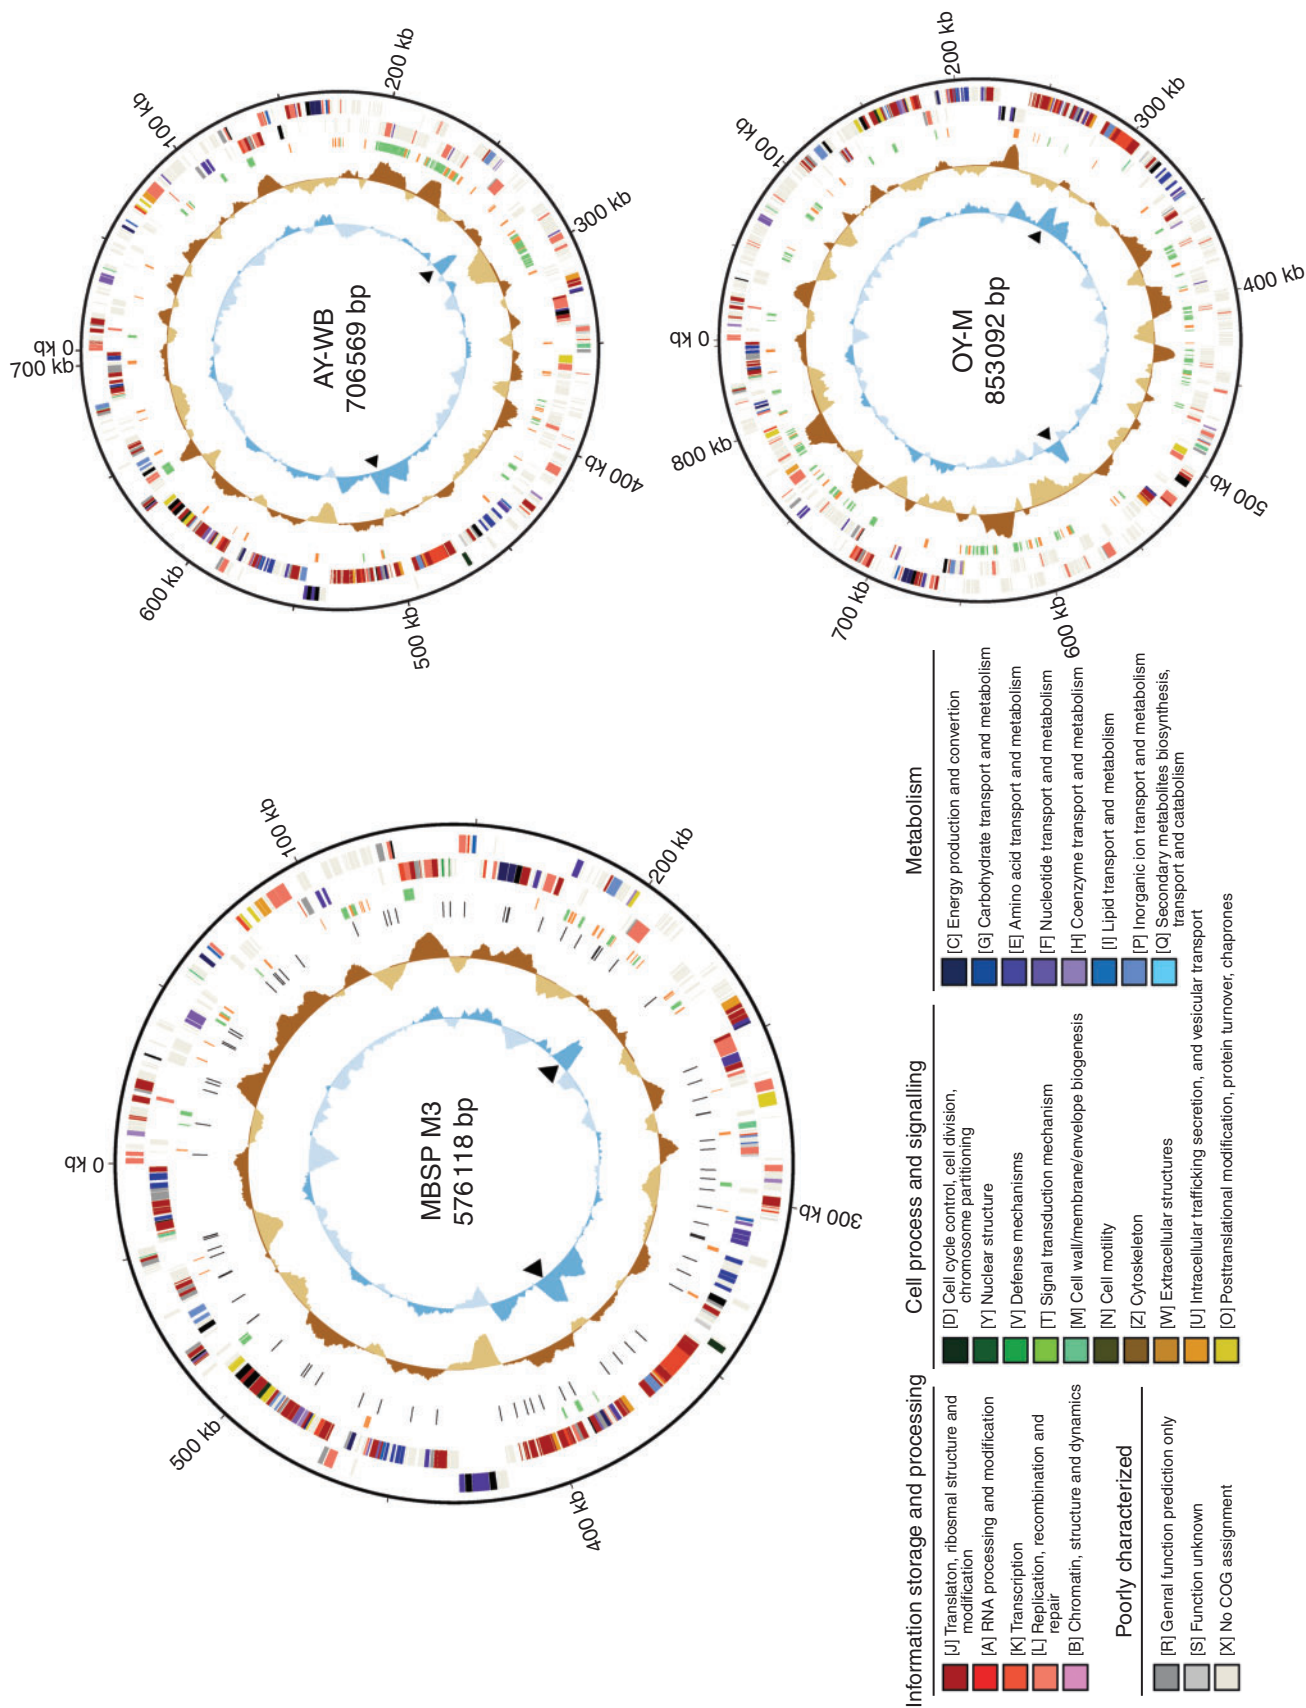 0 kb
100 kb
200 kb
300 kb
400 kb
500 kb
MBSP M3
576 118 bp
0 kb
100 kb
200 kb
300 kb
400 kb
500 kb
600 kb
700 kb
AY-WB
706 569 bp
0 kb
100 kb
200 kb
300 kb
400 kb
500 kb
600 kb
700 kb
800 kb
OY-M
853 092 bp
Information storage and processing
[J] Translaton, ribosmal structure and
modification
[A] RNA processing and modification
[K] Transcription
[L] Replication, recombination and
repair
[B] Chromatin, structure and dynamics
Poorly characterized
[R] Genral function prediction only
[S] Function unknown
[X] No COG assignment
Cell process and signalling
[D] Cell cycle control, cell division,
chromosome partitioning
[Y] Nuclear structure
[V] Defense mechanisms
[T] Signal transduction mechanism
[M] Cell wall/membrane/envelope biogenesis
[N] Cell motility
[Z] Cytoskeleton
[W] Extracellular structures
[U] Intracellular trafficking secretion, and vesicular transport
[O] Posttranslational modification, protein turnover, chaprones
Metabolism
[C] Energy production and convertion
[G] Carbohydrate transport and metabolism
[E] Amino acid transport and metabolism
[F] Nucleotide transport and metabolism
[H] Coenzyme transport and metabolism
[I] Lipid transport and metabolism
[P] Inorganic ion transport and metabolism
[Q] Secondary metabolites biosynthesis,
transport and catabolism